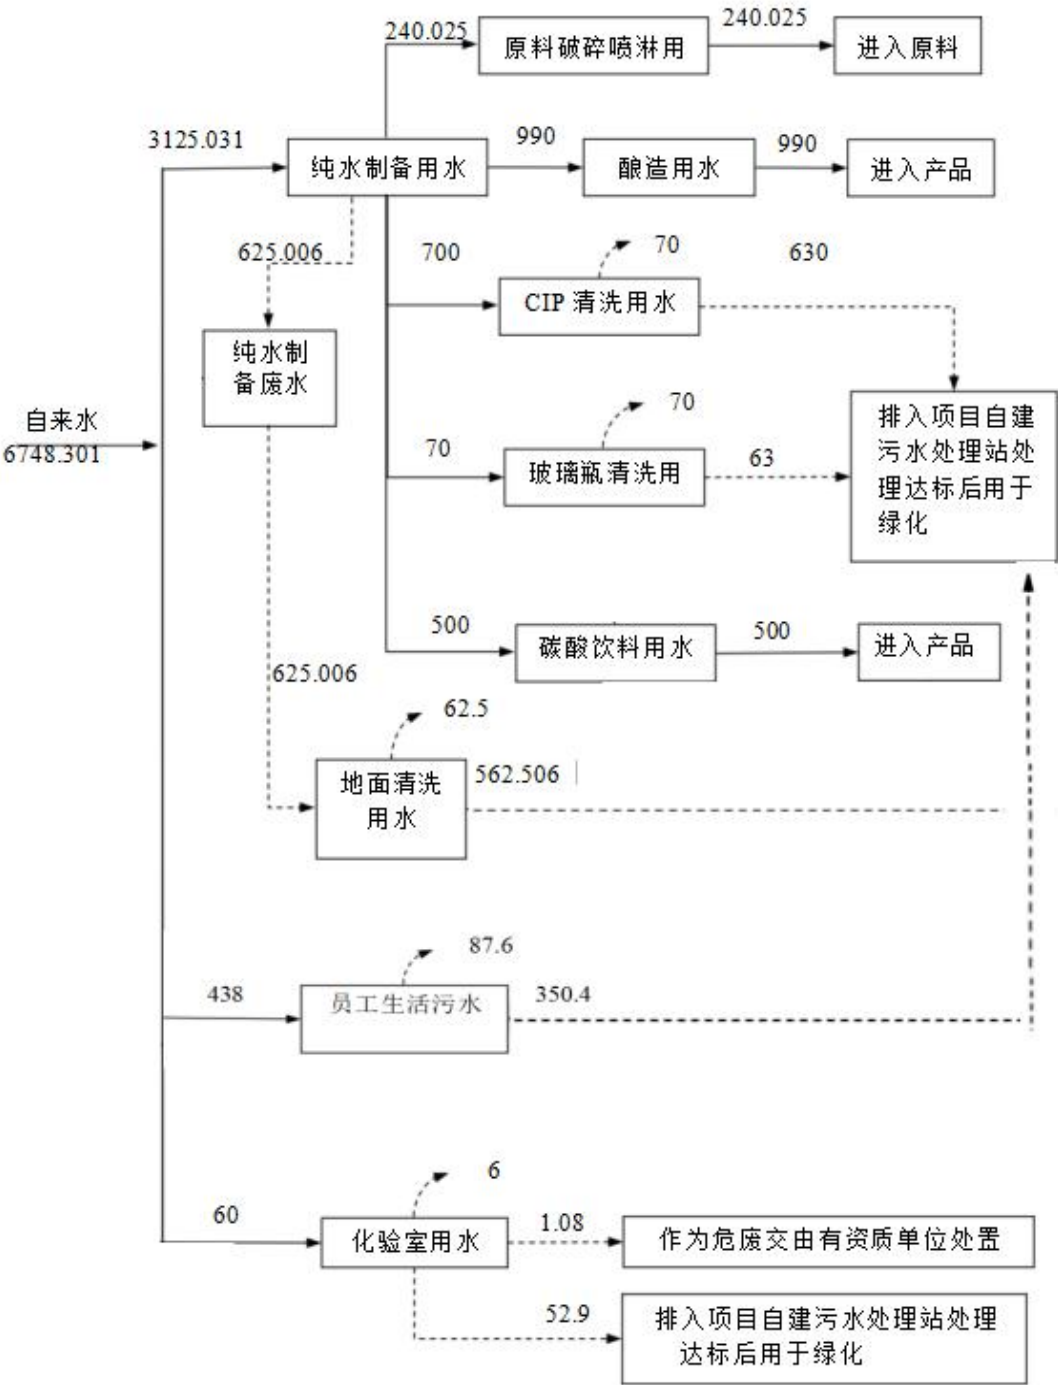 240.025
原料破碎喷淋用
240.025
进入原料
3125.031
纯水制备用水
990
酿造用水
990
进入产品
625.006
700
70
630
CIP 清洗用水
纯水制
备废水
自来水
6748.301
70
70
玻璃瓶清洗用
63
排入项目自建
污水处理站处
理达标后用于
绿化
500
碳酸饮料用水
500
进入产品
625.006
62.5
地面清洗
用水
562.506
87.6
438
员工生活污水
350.4
6
60
化验室用水
1.08
作为危废交由有资质单位处置
52.9
排入项目自建污水处理站处理
达标后用于绿化